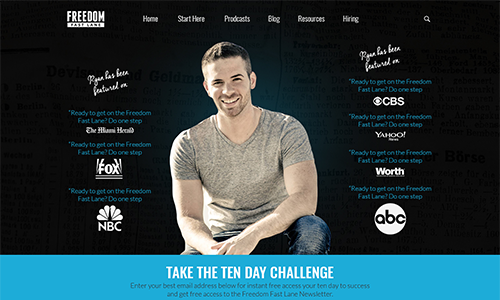 FREEDOM
FAST LANE
Home Start Here Prodcasts Blog Resources Hiring
Ryan has been
featured on
"Ready to get on the Freedom
Fast Lane? Do one step
The Miami Herald
"Ready to get on the Freedom
Fast Lane? Do one step
FOX
"Ready to get on the Freedom
Fast Lane? Do one step
NBC
Ryan has been
featured on
"Ready to get on the Freedom
Fast Lane? Do one step
CBS
"Ready to get on the Freedom
Fast Lane? Do one step
YAHOO!
"Ready to get on the Freedom
Fast Lane? Do one step
Worth
"Ready to get on the Freedom
Fast Lane? Do one step
abc
TAKE THE TEN DAY CHALLENGE
Enter your best email address below for instant free access your ten day to success
and get free access to the Freedom Fast Lane Newsletter.